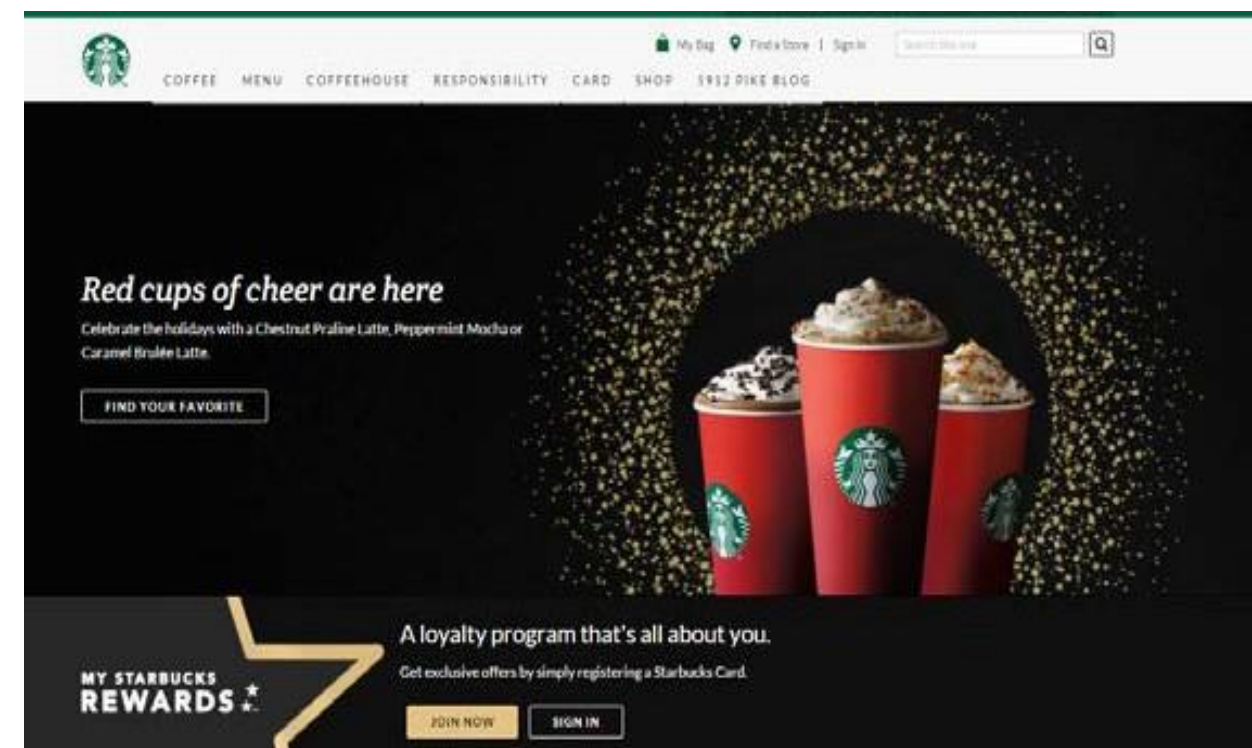 My Bag Find a Store | Sign In Search this site
COFFEE MENU COFFEEHOUSE RESPONSIBILITY CARD SHOP 1912 PIKE BLOG
Red cups of cheer are here
Celebrate the holidays with a Chestnut Praline Latte, Peppermint Mocha or
Caramel Brulée Latte.
FIND YOUR FAVORITE
A loyalty program that's all about you.
Get exclusive offers by simply registering a Starbucks Card.
MY STARBUCKS
REWARDS
JOIN NOW SIGN IN